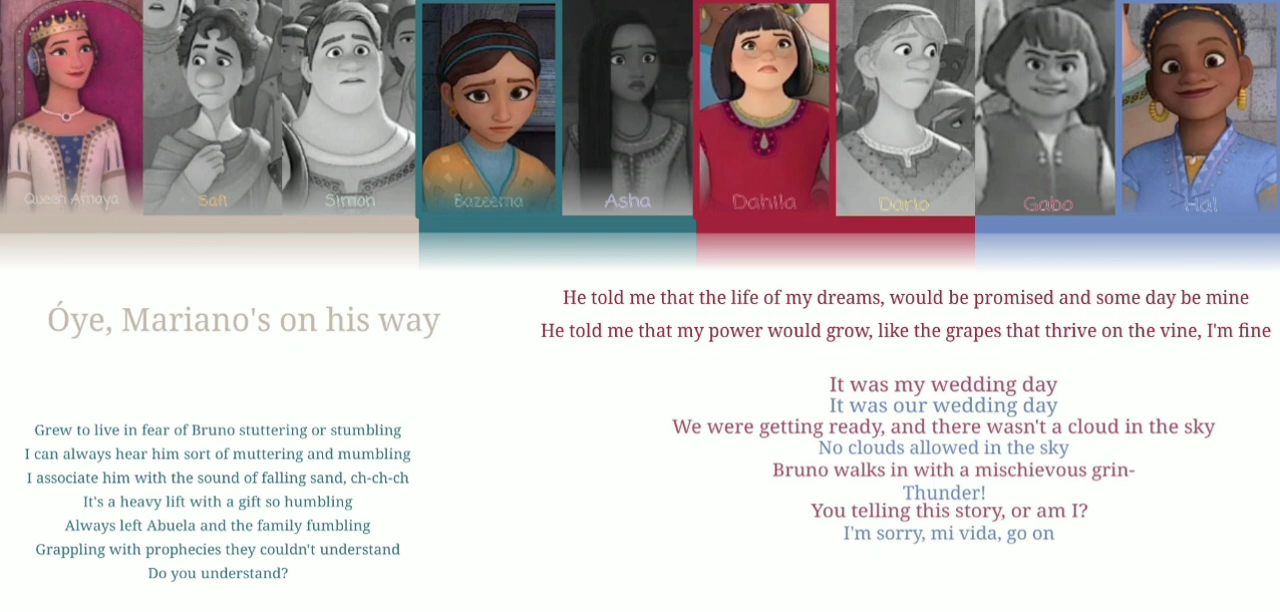 Queen Amaya
Safi
Simon
Bazeema
Asha
Dahlia
Dario
Gabo
Hal
Óye, Mariano's on his way
Grew to live in fear of Bruno stuttering or stumbling
I can always hear him sort of muttering and mumbling
I associate him with the sound of falling sand, ch-ch-ch
It's a heavy lift with a gift so humbling
Always left Abuela and the family fumbling
Grappling with prophecies they couldn't understand
Do you understand?
He told me that the life of my dreams, would be promised and some day be mine
He told me that my power would grow, like the grapes that thrive on the vine, I'm fine
It was my wedding day
It was our wedding day
We were getting ready, and there wasn't a cloud in the sky
No clouds allowed in the sky
Bruno walks in with a mischievous grin-
Thunder!
You telling this story, or am I?
I'm sorry, mi vida, go on